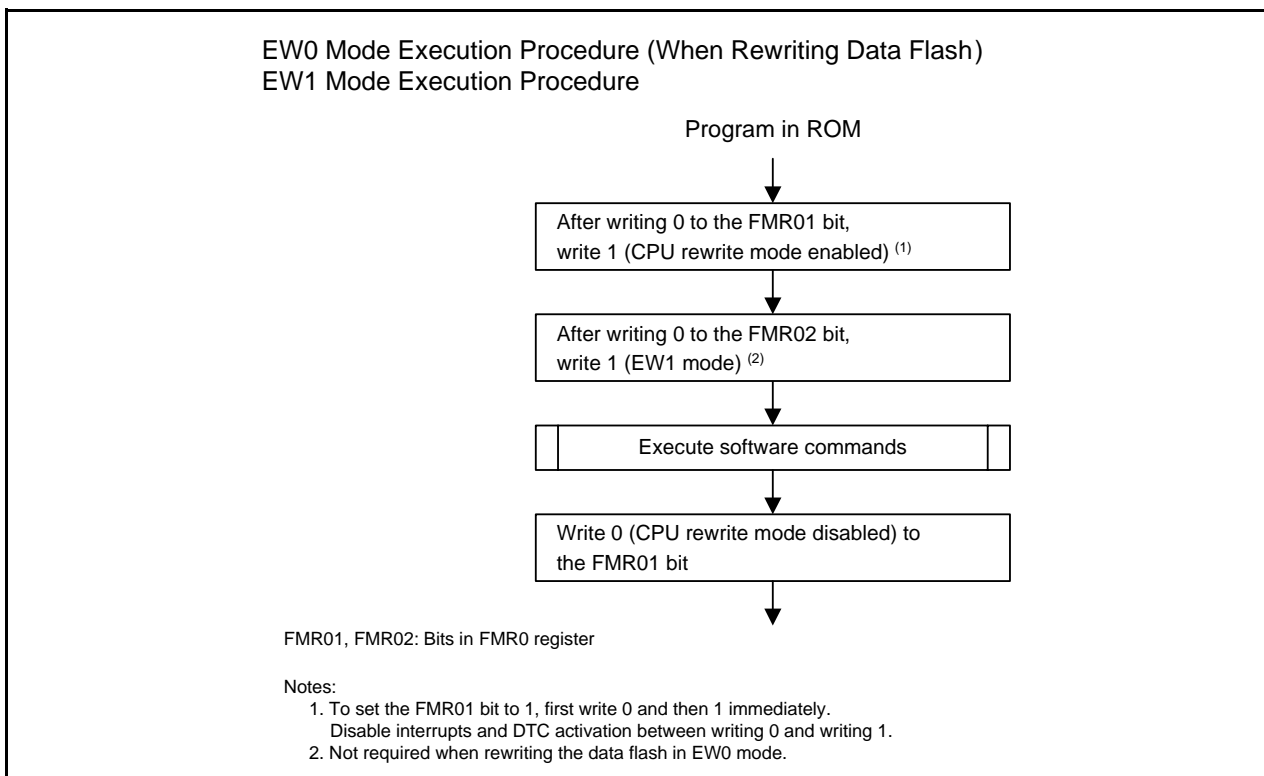 EW0 Mode Execution Procedure (When Rewriting Data Flash)
EW1 Mode Execution Procedure
Program in ROM
After writing 0 to the FMR01 bit,
write 1 (CPU rewrite mode enabled) (1)
After writing 0 to the FMR02 bit,
write 1 (EW1 mode) (2)
Execute software commands
Write 0 (CPU rewrite mode disabled) to
the FMR01 bit
FMR01, FMR02: Bits in FMR0 register
Notes:
1. To set the FMR01 bit to 1, first write 0 and then 1 immediately.
Disable interrupts and DTC activation between writing 0 and writing 1.
2. Not required when rewriting the data flash in EW0 mode.